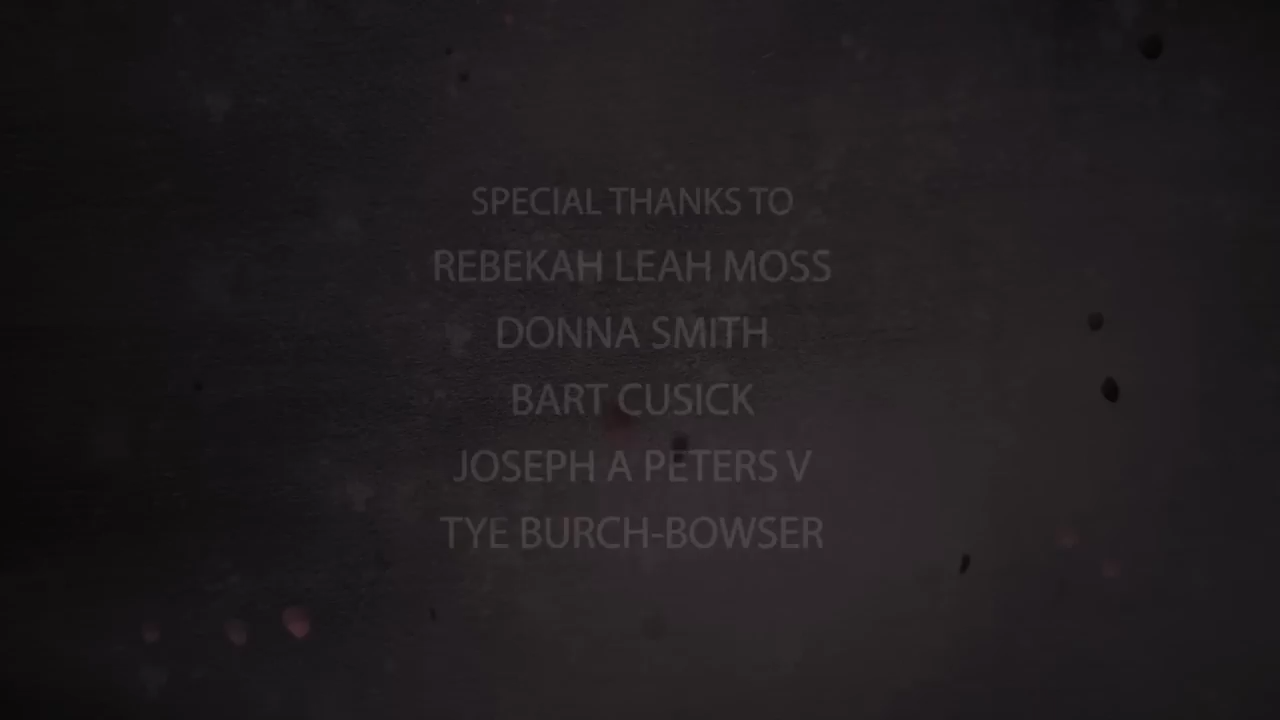 SPECIAL THANKS TO
REBEKAH LEAH MOSS
DONNA SMITH
BART CUSICK
JOSEPH A PETERS V
TYE BURCH-BOWSER